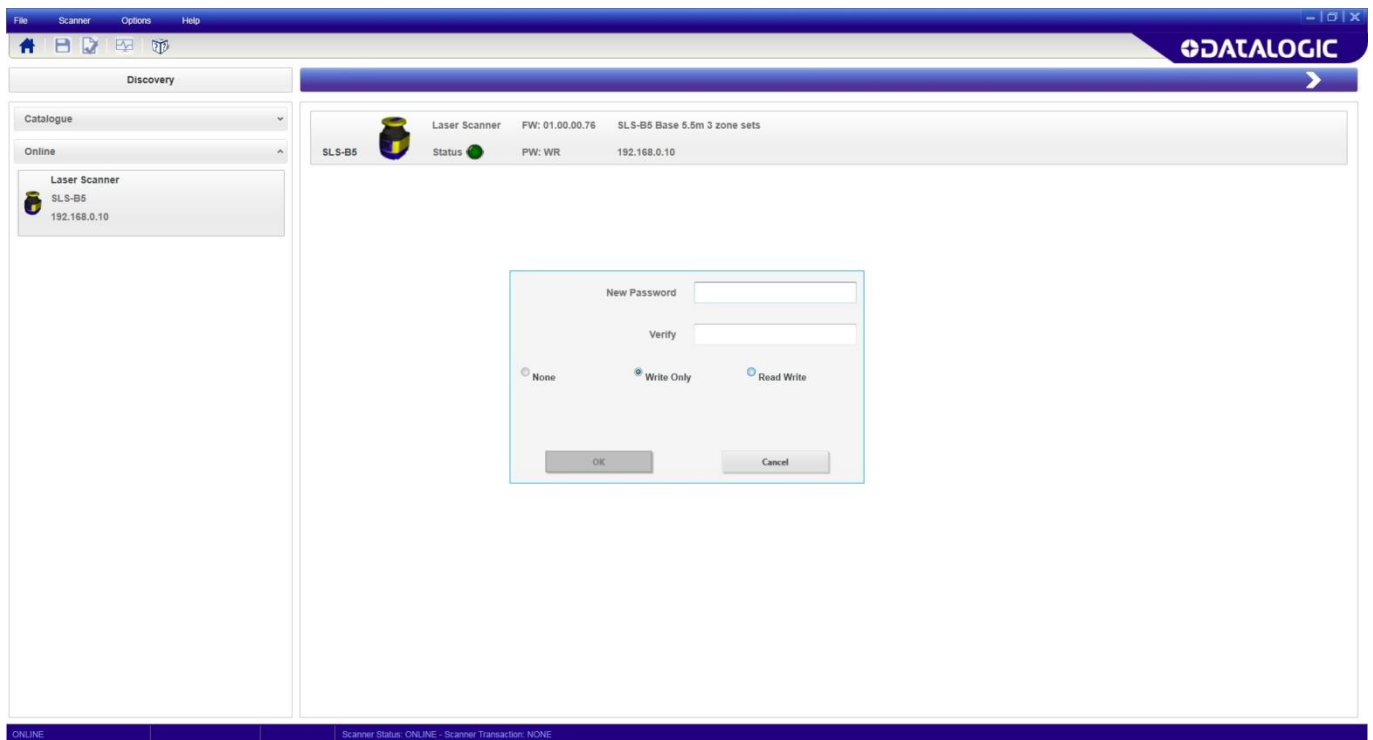 File Scanner Options Help
DATALOGIC
Discovery
Catalogue
Online
Laser Scanner
SLS-B5
192.168.0.10
Laser Scanner FW: 01.00.00.76 SLS-B5 Base 5.5m 3 zone sets
SLS-B5 Status PW: WR 192.168.0.10
New Password
Verify
None Write Only Read Write
OK Cancel
ONLINE Scanner Status: ONLINE - Scanner Transaction: NONE